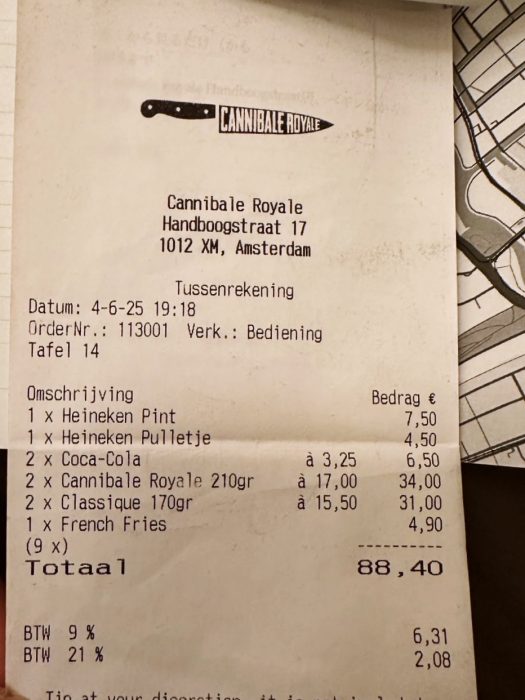 CANNIBALE ROYALE
Cannibale Royale
Handboogstraat 17
1012 XM, Amsterdam
Tussenrekening
Datum: 4-6-25 19:18
OrderNr.: 113001 Verk.: Bediening
Tafel 14
Omschrijving Bedrag €
1 x Heineken Pint 7,50
1 x Heineken Pulletje 4,50
2 x Coca-Cola à 3,25 6,50
2 x Cannibale Royale 210gr à 17,00 34,00
2 x Classique 170gr à 15,50 31,00
1 x French Fries 4,90
(9 x) ----------
Totaal 88,40
BTW 9 % 6,31
BTW 21 % 2,08
Tip at your